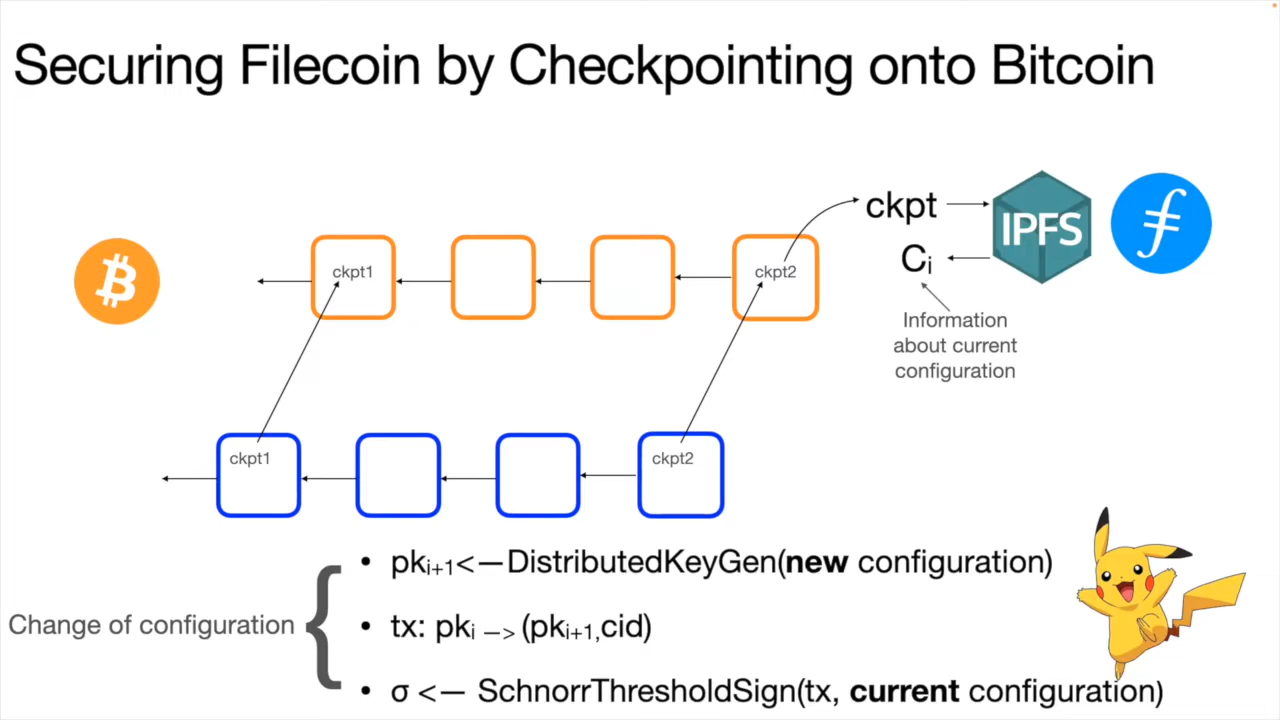 Securing Filecoin by Checkpointing onto Bitcoin
ckpt
IPFS
Cᵢ
Information
about current
configuration
ckpt1
ckpt2
ckpt1
ckpt2
Change of configuration
• pkᵢ₊₁<—DistributedKeyGen(new configuration)
• tx: pkᵢ —> (pkᵢ₊₁,cid)
• σ <— SchnorrThresholdSign(tx, current configuration)